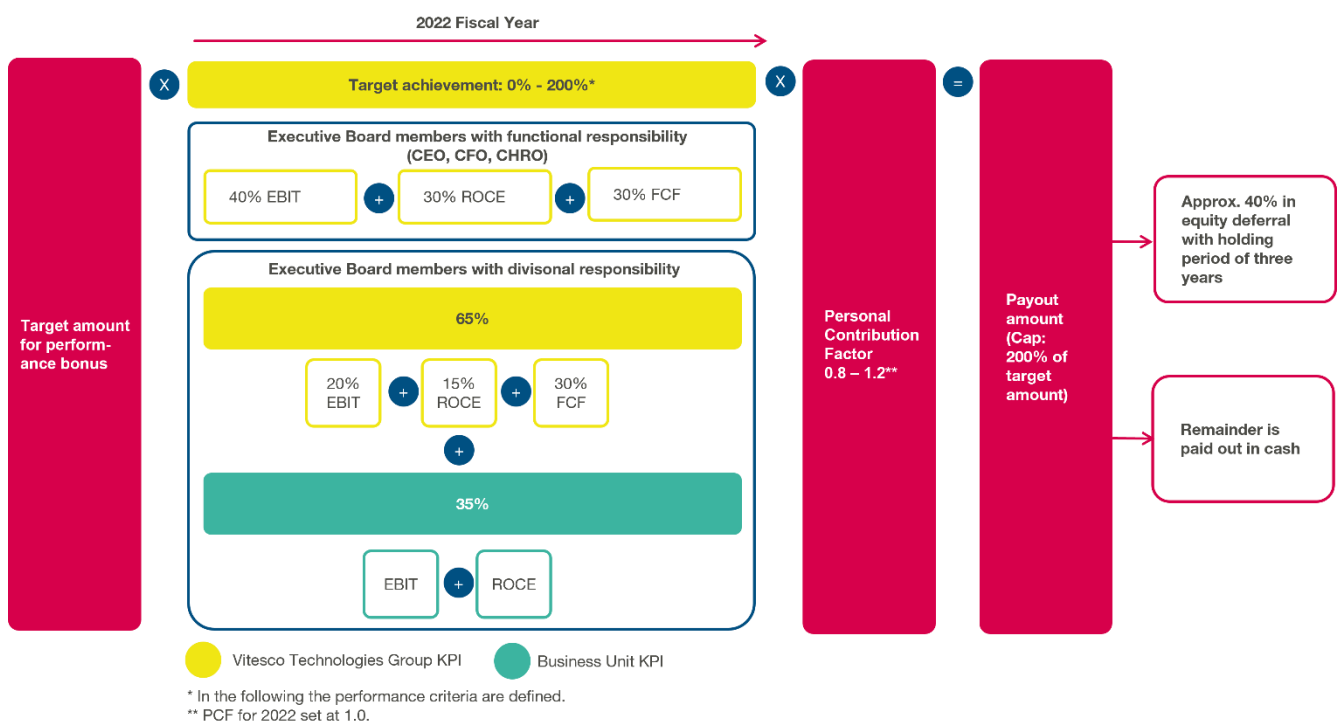 2022 Fiscal Year
Target amount
for perform-
ance bonus
X
Target achievement: 0% - 200%*
Executive Board members with functional responsibility
(CEO, CFO, CHRO)
40% EBIT
+
30% ROCE
+
30% FCF
Executive Board members with divisonal responsibility
65%
20%
EBIT
+
15%
ROCE
+
30%
FCF
+
35%
EBIT
+
ROCE
X
Personal
Contribution
Factor
0.8 – 1.2**
=
Payout
amount
(Cap:
200% of
target
amount)
Approx. 40% in
equity deferral
with holding
period of three
years
Remainder is
paid out in cash
Vitesco Technologies Group KPI
Business Unit KPI
* In the following the performance criteria are defined.
** PCF for 2022 set at 1.0.